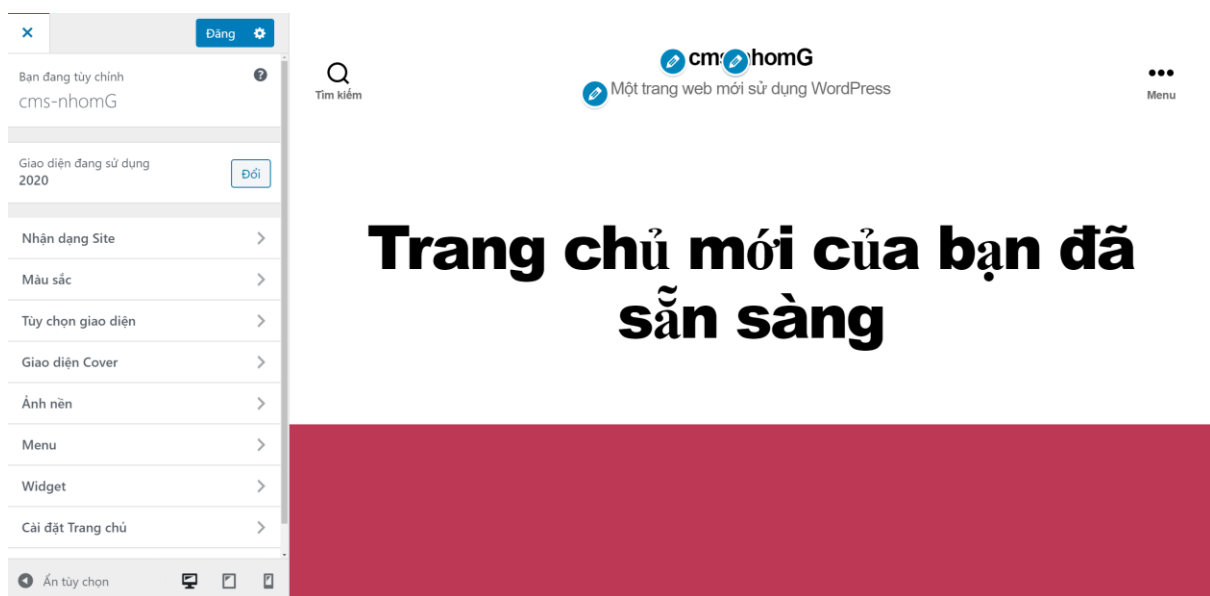 Đăng
Bạn đang tùy chỉnh
cms-nhomG
Giao diện đang sử dụng
2020
Đổi
Nhận dạng Site
Màu sắc
Tùy chọn giao diện
Giao diện Cover
Ảnh nền
Menu
Widget
Cài đặt Trang chủ
Ẩn tùy chọn
Tìm kiếm
cms-nhomG
Một trang web mới sử dụng WordPress
Menu
Trang chủ mới của bạn đã
sẵn sàng